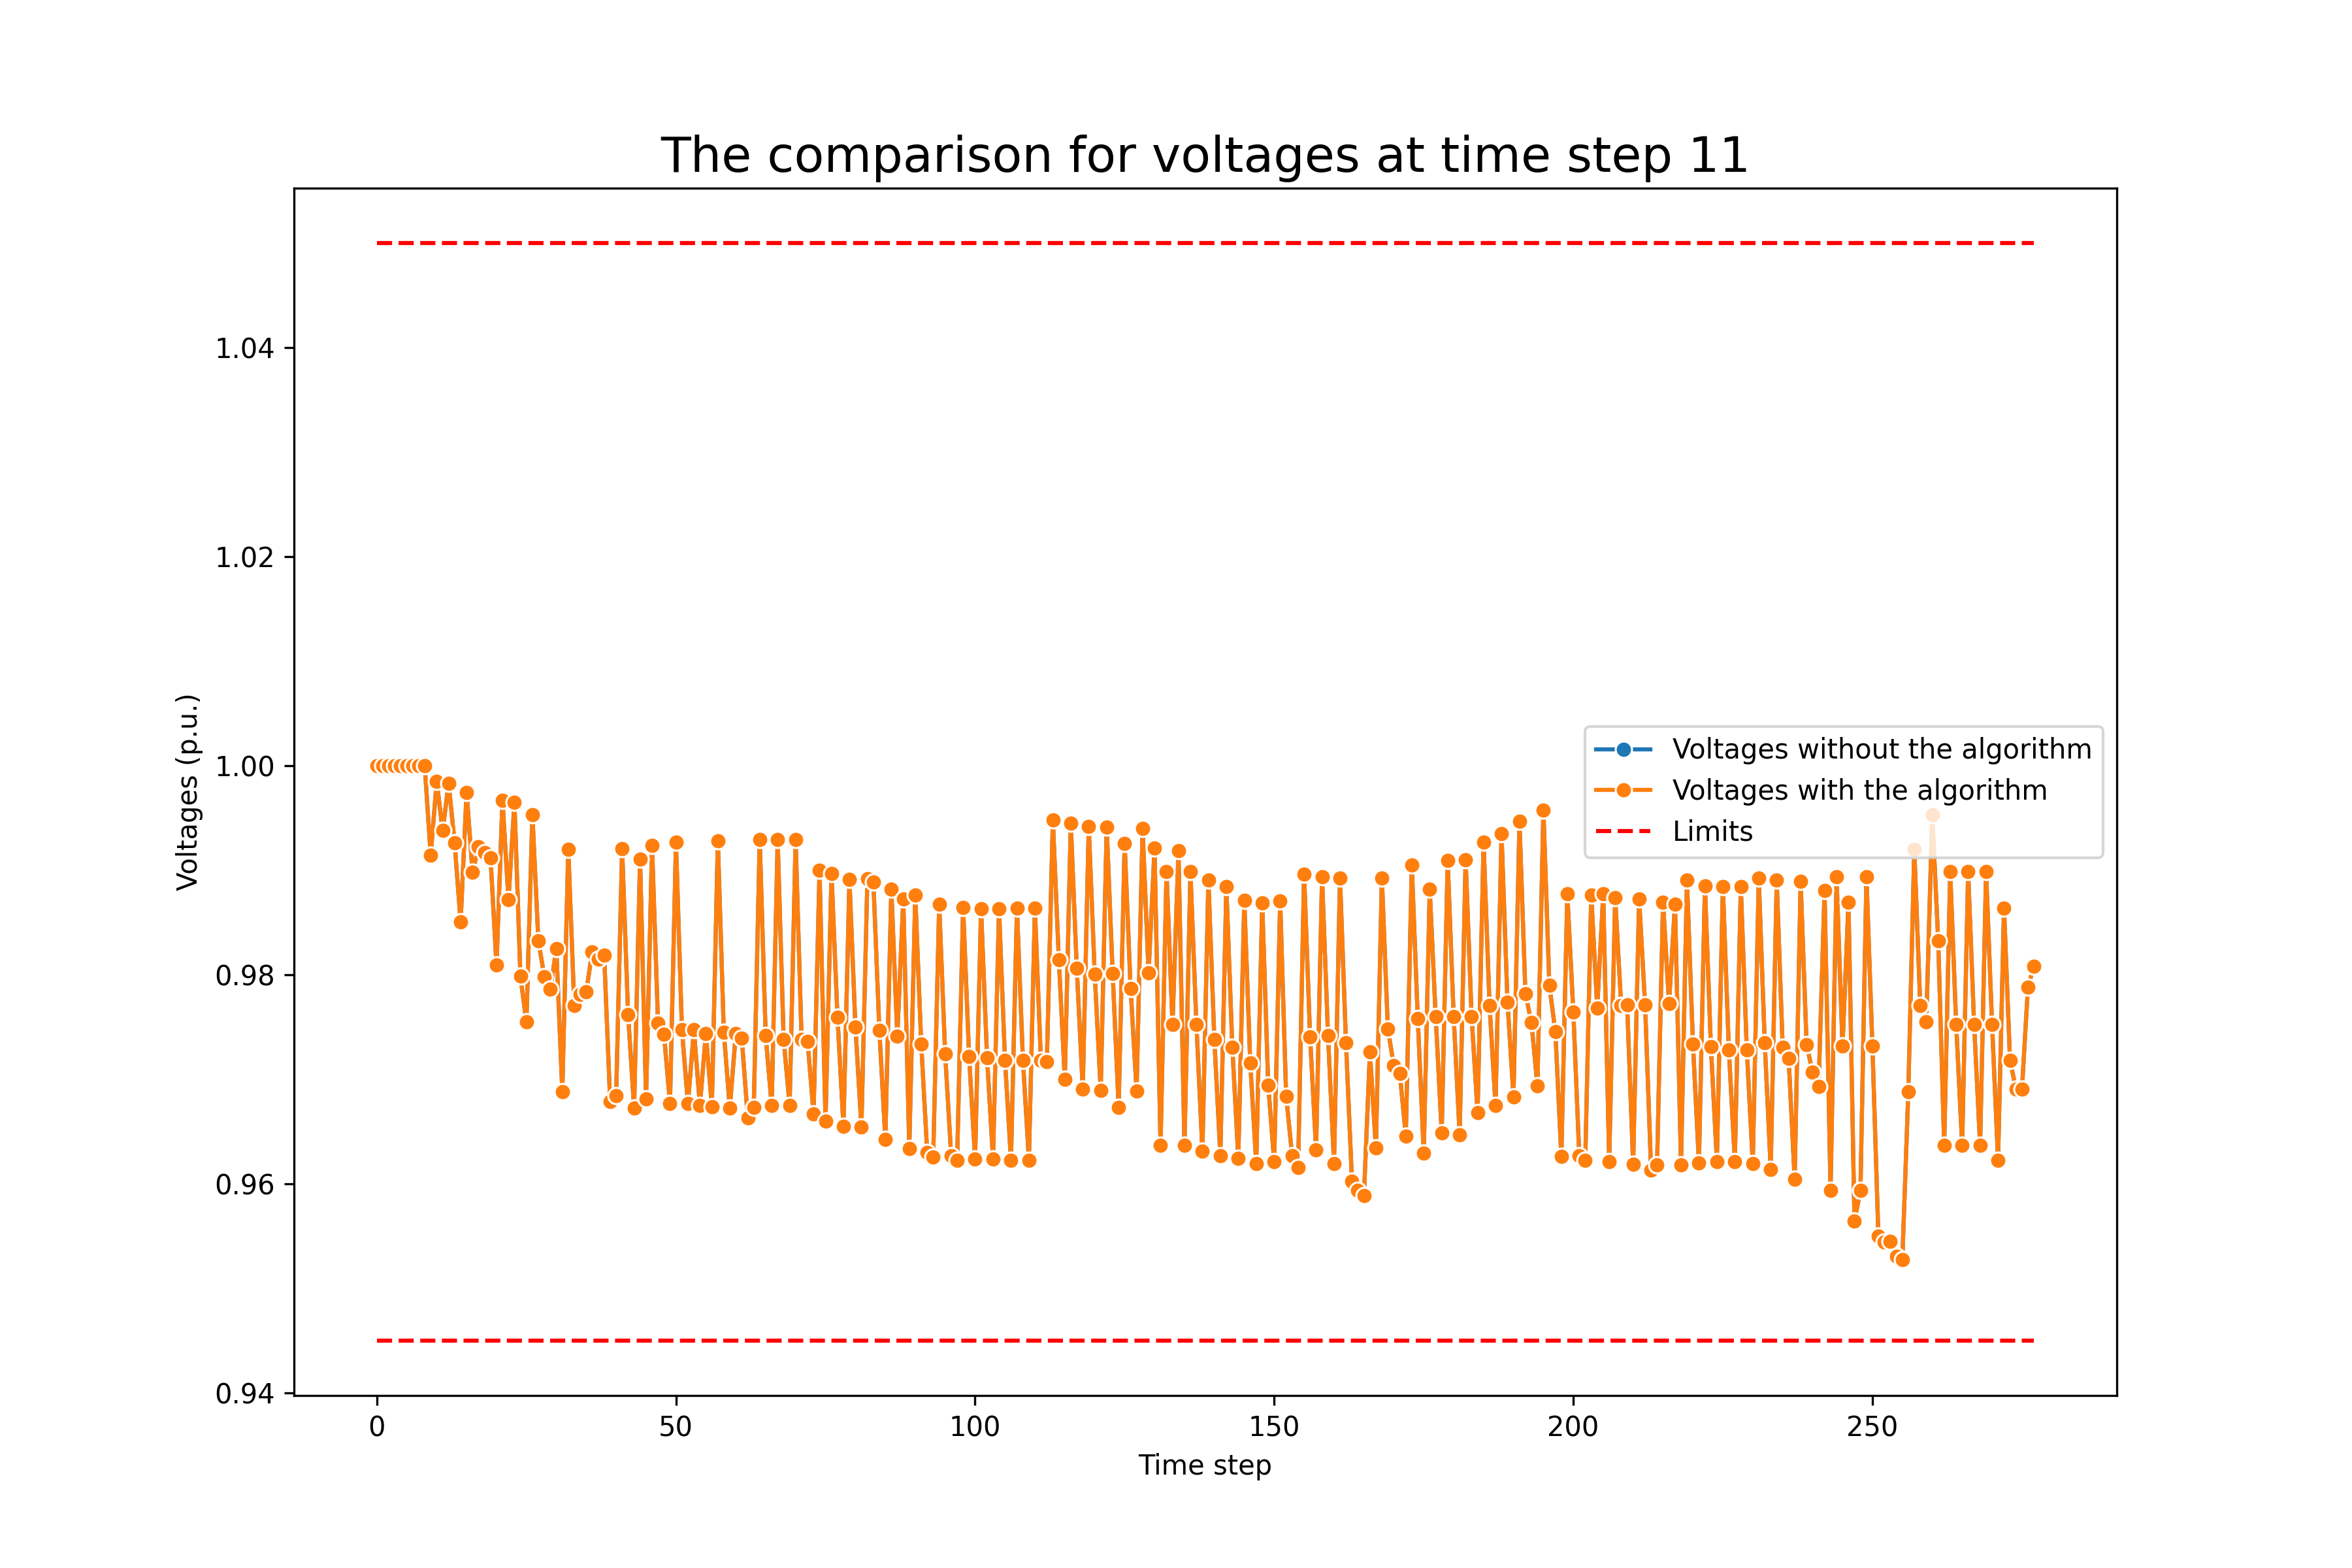 The comparison for voltages at time step 11
Voltages (p.u.)
1.04
1.02
1.00
0.98
0.96
0.94
Voltages without the algorithm
Voltages with the algorithm
Limits
0 50 100 150 200 250
Time step